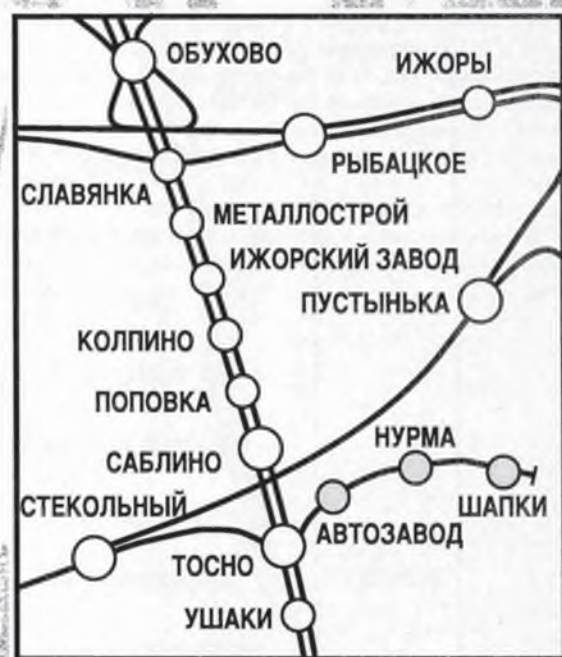 ОБУХОВО
ИЖОРЫ
РЫБАЦКОЕ
СЛАВЯНКА
МЕТАЛЛОСТРОЙ
ИЖОРСКИЙ ЗАВОД
ПУСТЫНЬКА
КОЛПИНО
ПОПОВКА
НУРМА
САБЛИНО
СТЕКОЛЬНЫЙ
ШАПКИ
АВТОЗАВОД
ТОСНО
УШАКИ